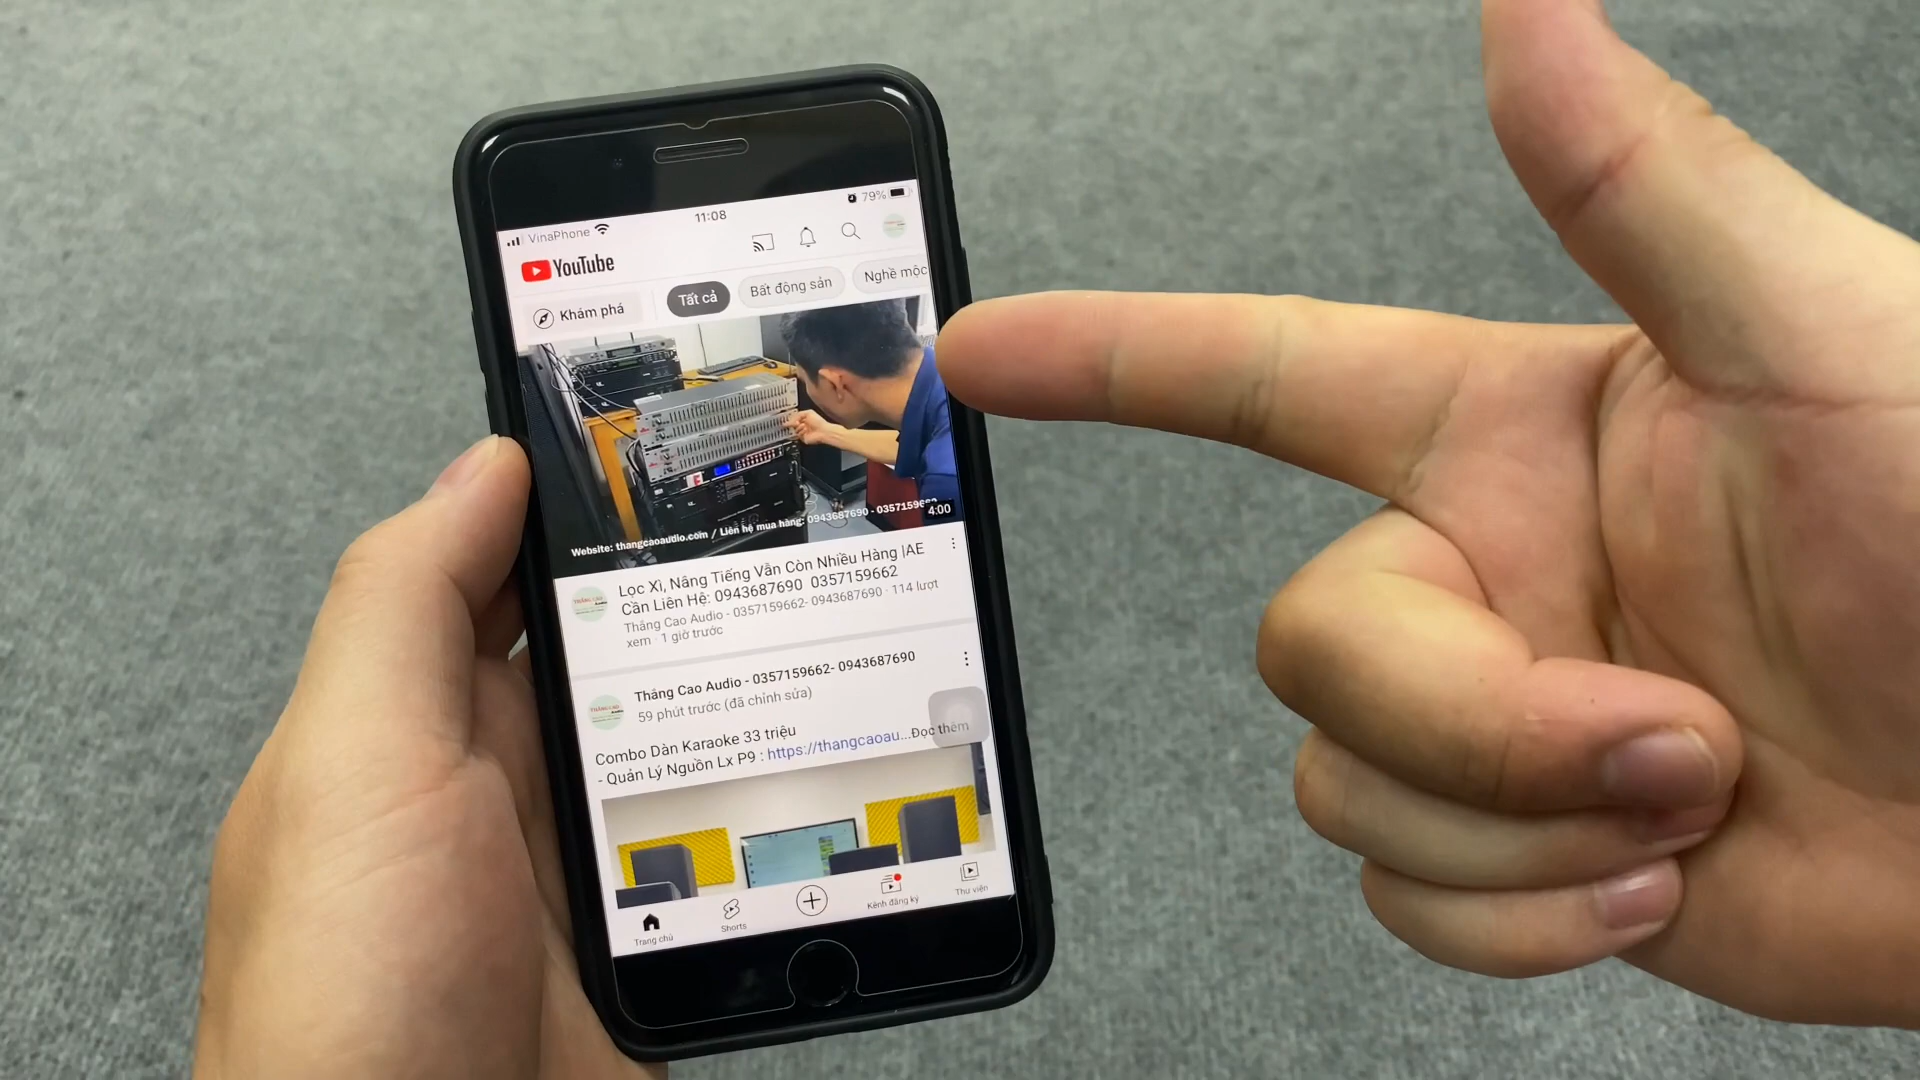 VinaPhone
11:08
79%
YouTube
Khám phá
Tất cả
Bất động sản
Nghề mộc
Website: thangcaoaudio.com / Liên hệ mua hàng: 0943687690 - 0357159662
4:00
Lọc Xì, Nâng Tiếng Vẫn Còn Nhiều Hàng |AE
Cần Liên Hệ: 0943687690 0357159662
Thắng Cao Audio - 0357159662- 0943687690 · 114 lượt
xem · 1 giờ trước
Thắng Cao Audio - 0357159662- 0943687690
59 phút trước (đã chỉnh sửa)
Combo Dàn Karaoke 33 triệu
- Quản Lý Nguồn Lx P9 : https://thangcaoau...Đọc thêm
Trang chủ
Shorts
Kênh đăng ký
Thư viện